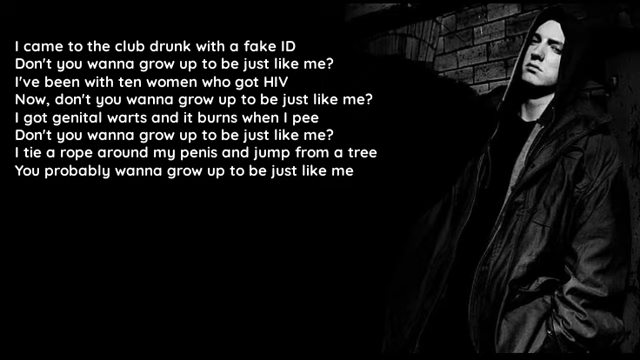 I came to the club drunk with a fake ID
Don't you wanna grow up to be just like me?
I've been with ten women who got HIV
Now, don't you wanna grow up to be just like me?
I got genital warts and it burns when I pee
Don't you wanna grow up to be just like me?
I tie a rope around my penis and jump from a tree
You probably wanna grow up to be just like me